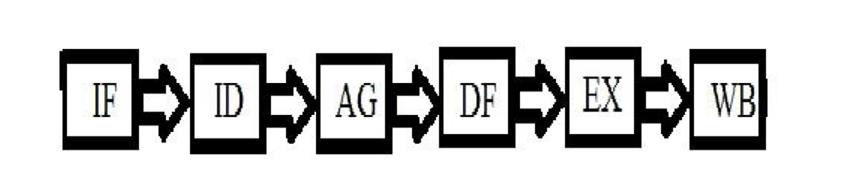 IF ID AG DF EX WB